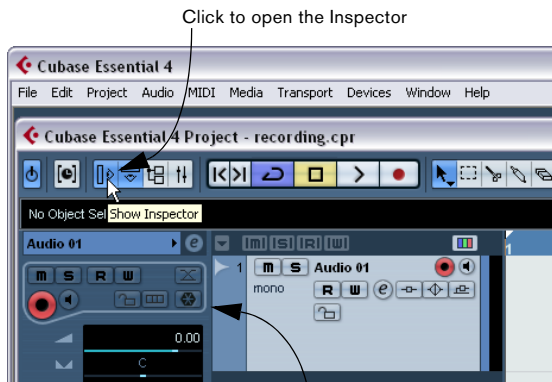 Click to open the Inspector
Cubase Essential 4
File Edit Project Audio MIDI Media Transport Devices Window Help
Cubase Essential 4 Project - recording.cpr
No Object Sel Show Inspector
Audio 01 e M S R W 1
M S R W 1 M S Audio 01
mono R W e
0.00
C